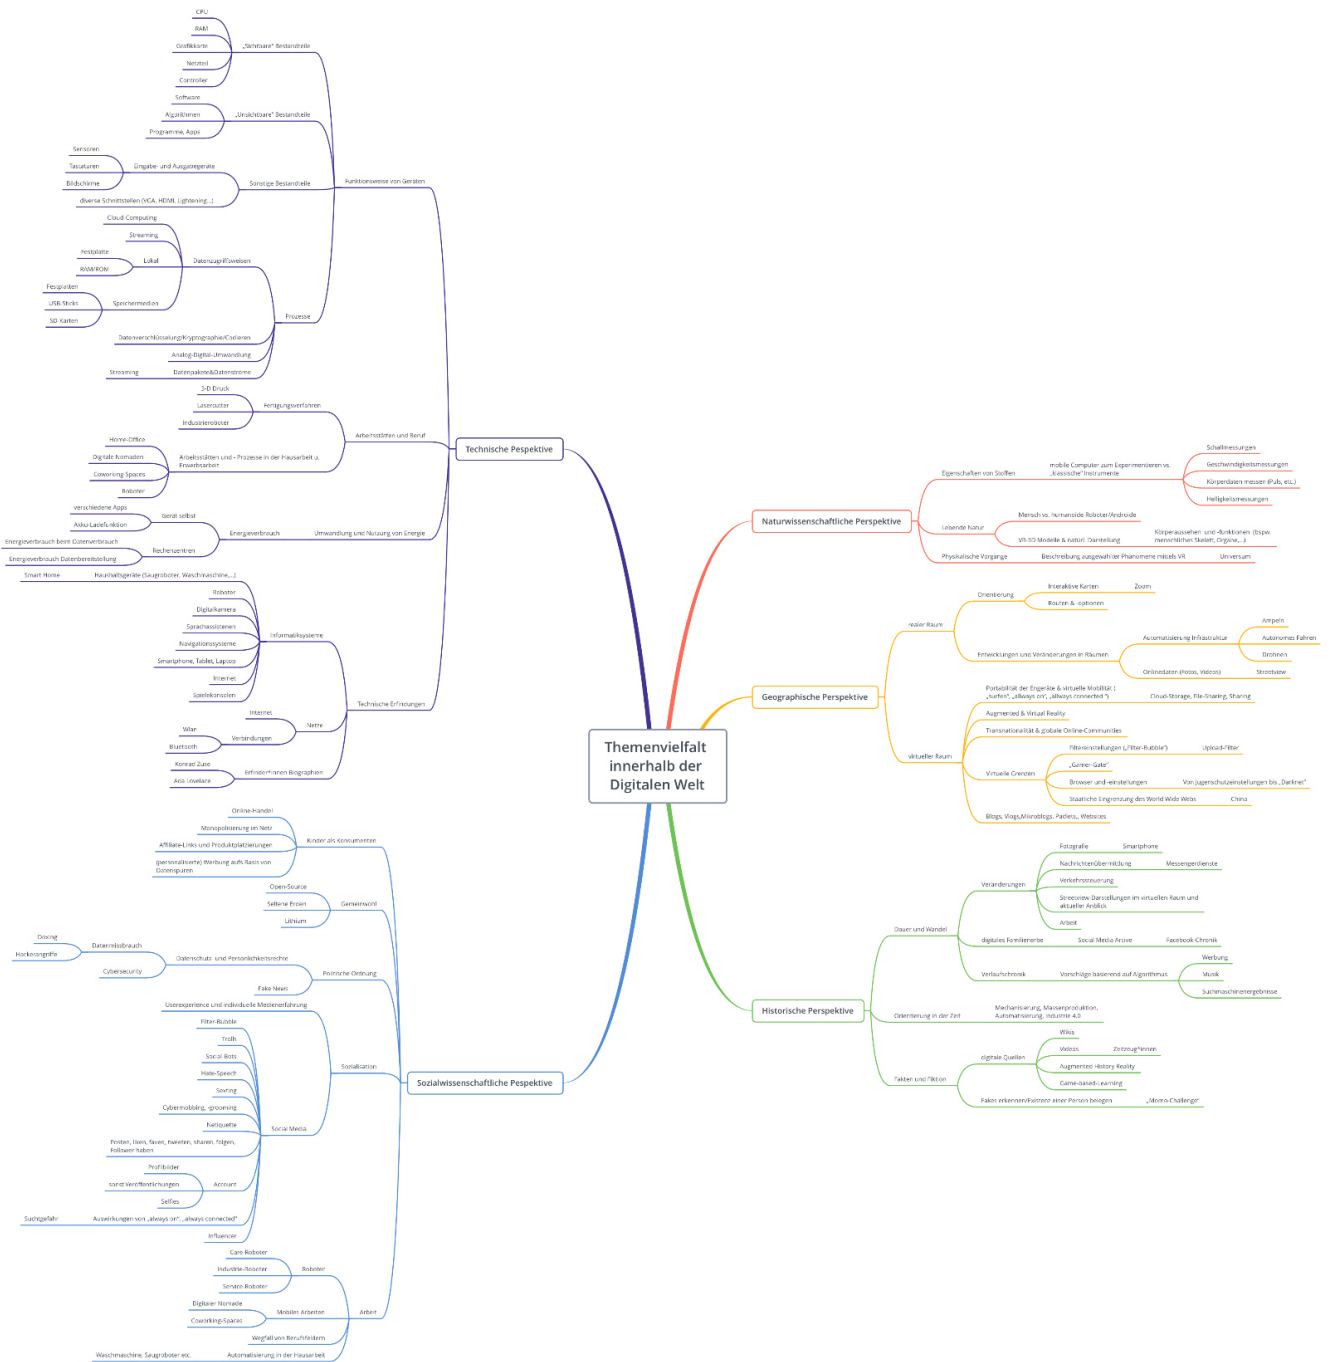 Themenvielfalt
innerhalb der
Digitalen Welt
Technische Pespektive
Funktionsweise von Geräten
„Sichtbare" Bestandteile
CPU
RAM
Grafikkarte
Netzteil
Controller
„Unsichtbare" Bestandteile
Software
Algorithmen
Programme, Apps
Sonstige Bestandteile
Eingabe- und Ausgabegeräte
Sensoren
Tastaturen
Bildschirme
diverse Schnittstellen (VGA, HDMI, Lightening...)
Prozesse
Datenzugriffsweisen
Cloud-Computing
Streaming
Lokal
Festplatte
RAM/ROM
Speichermedien
Festplatten
USB-Sticks
SD-Karten
Datenverschlüsselung/Kryptographie/Codieren
Analog-Digital-Umwandlung
Datenpakete&Datenströme
Streaming
Arbeitsstätten und Beruf
Fertigungsverfahren
3-D Druck
Lasercutter
Industrieroboter
Arbeitsstätten und - Prozesse in der Hausarbeit u.
Erwerbsarbeit
Home-Office
Digitale Nomaden
Coworking-Spaces
Roboter
Umwandlung und Nutzung von Energie
Energieverbrauch
Gerät selbst
verschiedene Apps
Akku-Ladefunktion
Rechenzentren
Energieverbrauch beim Datenverbrauch
Energieverbrauch Datenbereitstellung
Technische Erfindungen
Informatiksysteme
Haushaltsgeräte (Saugroboter, Waschmaschine,...)
Smart Home
Roboter
Digitalkamera
Sprachassistenen
Navigationssysteme
Smartphone, Tablet, Laptop
Internet
Spielekonsolen
Netze
Internet
Verbindungen
Wlan
Bluetooth
Erfinder*innen Biographien
Konrad Zuse
Ada Lovelace
Sozialwissenschaftliche Pespektive
Kinder als Konsumenten
Online-Handel
Monopolisierung im Netz
Affiliate-Links und Produktplatzierungen
(personalisierte) Werbung aufs Basis von
Datenspuren
Gemeinwohl
Open-Source
Seltene Erden
Lithium
Politische Ordnung
Datenschutz- und Persönlichkeitsrechte
Datenmissbrauch
Doxing
Hackerangriffe
Cybersecurity
Fake News
Sozialisation
Userexperience und individuelle Medienerfahrung
Social Media
Filter-Bubble
Trolls
Social Bots
Hate-Speech
Sexting
Cybermobbing, -grooming
Netiquette
Posten, liken, faven, tweeten, sharen, folgen,
Follower haben
Account
Profilbilder
sonst.Veröffentlichungen
Selfies
Auswirkungen von „always on", „always connected"
Suchtgefahr
Influencer
Arbeit
Roboter
Care-Roboter
Industrie-Roboter
Service-Roboter
Mobiles Arbeiten
Digitaler Nomade
Coworking-Spaces
Wegfall von Berufsfeldern
Automatisierung in der Hausarbeit
Waschmaschine, Saugroboter etc.
Naturwissenschaftliche Perspektive
Eigenschaften von Stoffen
mobile Computer zum Experimentieren vs.
„klassische" Instrumente
Schallmessungen
Geschwindigkeitsmessungen
Körperdaten messen (Puls, etc.)
Helligkeitsmessungen
Lebende Natur
Mensch vs. humanoide Roboter/Androide
VR-3D Modelle & natürl. Darstellung
Körperaussehen und -funktionen (bspw.
menschliches Skelett, Organe,...)
Physikalische Vorgänge
Beschreibung ausgewählter Phänomene mittels VR
Universum
Geographische Perspektive
realer Raum
Orientierung
Interaktive Karten
Zoom
Routen & -optionen
Entwicklungen und Veränderungen in Räumen
Automatisierung Infrastruktur
Ampeln
Autonomes Fahren
Drohnen
Onlinedaten (Fotos, Videos)
Streetview
virtueller Raum
Portabilität der Engeräte & virtuelle Mobilität (
„surfen", „allways on", „allways connected ")
Cloud-Storage, File-Sharing, Sharing
Augmented & Virtual Reality
Transnationalität & globale Online-Communities
Virtuelle Grenzen
Filtereinstellungen („Filter-Bubble")
Upload-Filter
„Gamer-Gate"
Browser und -einstellungen
Von Jugenschutzeinstellungen bis „Darknet"
Staatliche Eingrenzung des World Wide Webs
China
Blogs, Vlogs,Mikroblogs, Padlets,, Websites
Historische Perspektive
Dauer und Wandel
Veränderungen
Fotografie
Smartphone
Nachrichtenübermittlung
Messengerdienste
Verkehrssteuerung
Streetview Darstellungen im virtuellen Raum und
aktueller Anblick
Arbeit
digitales Familienerbe
Social Media Arcive
Facebook-Chronik
Verlaufschronik
Vorschläge basierend auf Algorithmus
Werbung
Musik
Suchmaschinenergebnisse
Orientierung in der Zeit
Mechanisierung, Massenproduktion,
Automatisierung, Industrie 4.0
Fakten und Fiktion
digitale Quellen
Wikis
Videos
Zeitzeug*innen
Augmented History Reality
Game-based-Learning
Fakes erkennen/Existenz einer Person belegen
„Momo-Challenge"